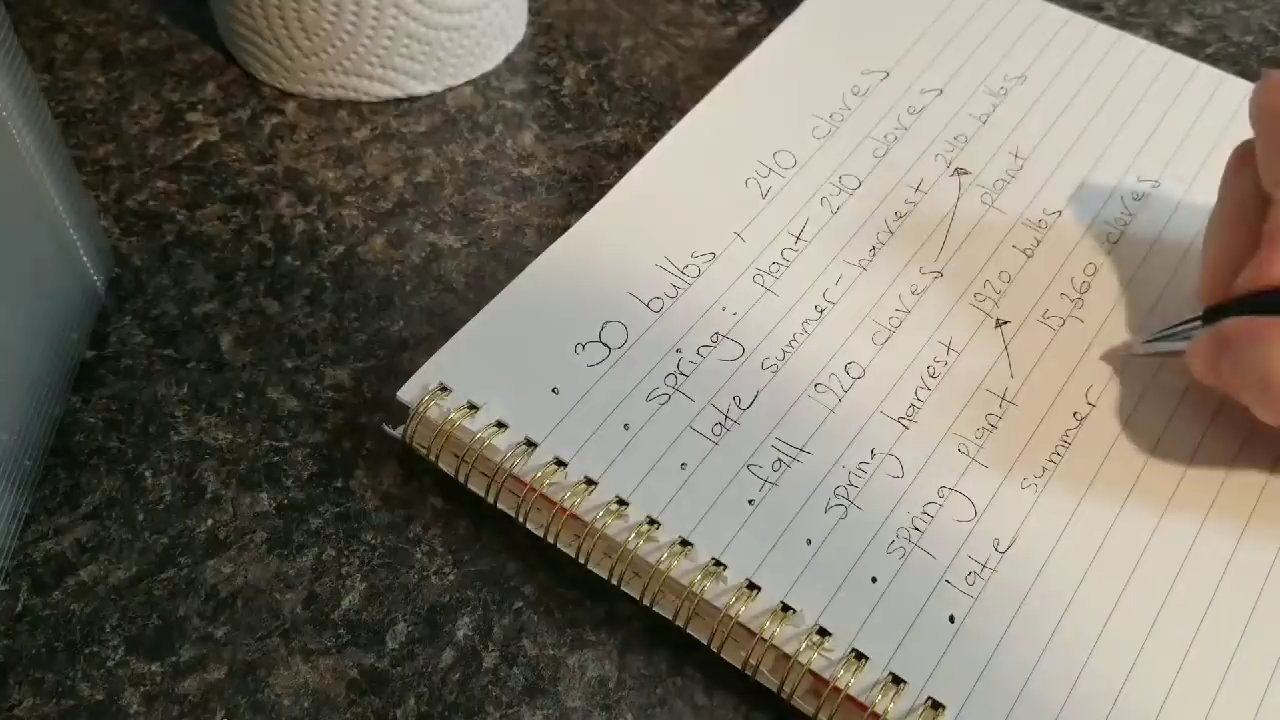 • 30 bulbs, 240 cloves
• spring: plant 240 cloves
• late summer-harvest 240 bulbs
• fall 1920 cloves plant
• spring harvest 1920 bulbs
• spring plant 15,360 cloves
• late summer